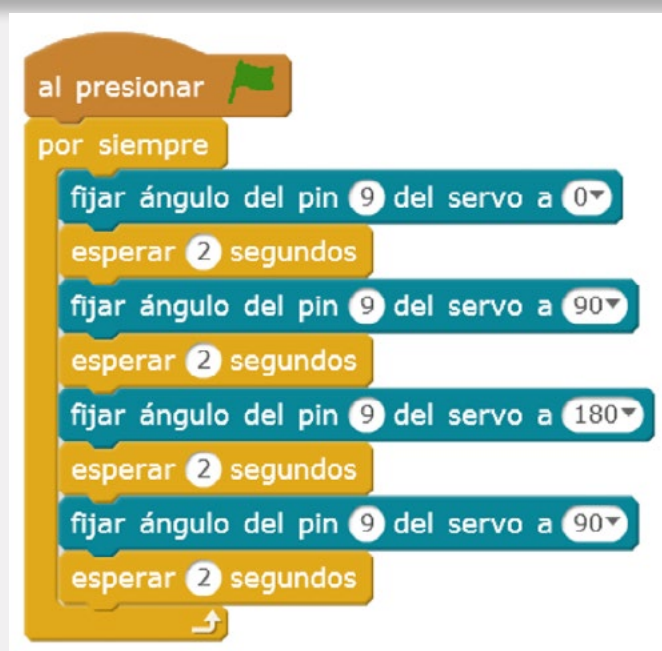 al presionar
por siempre
fijar ángulo del pin 9 del servo a 0
esperar 2 segundos
fijar ángulo del pin 9 del servo a 90
esperar 2 segundos
fijar ángulo del pin 9 del servo a 180
esperar 2 segundos
fijar ángulo del pin 9 del servo a 90
esperar 2 segundos